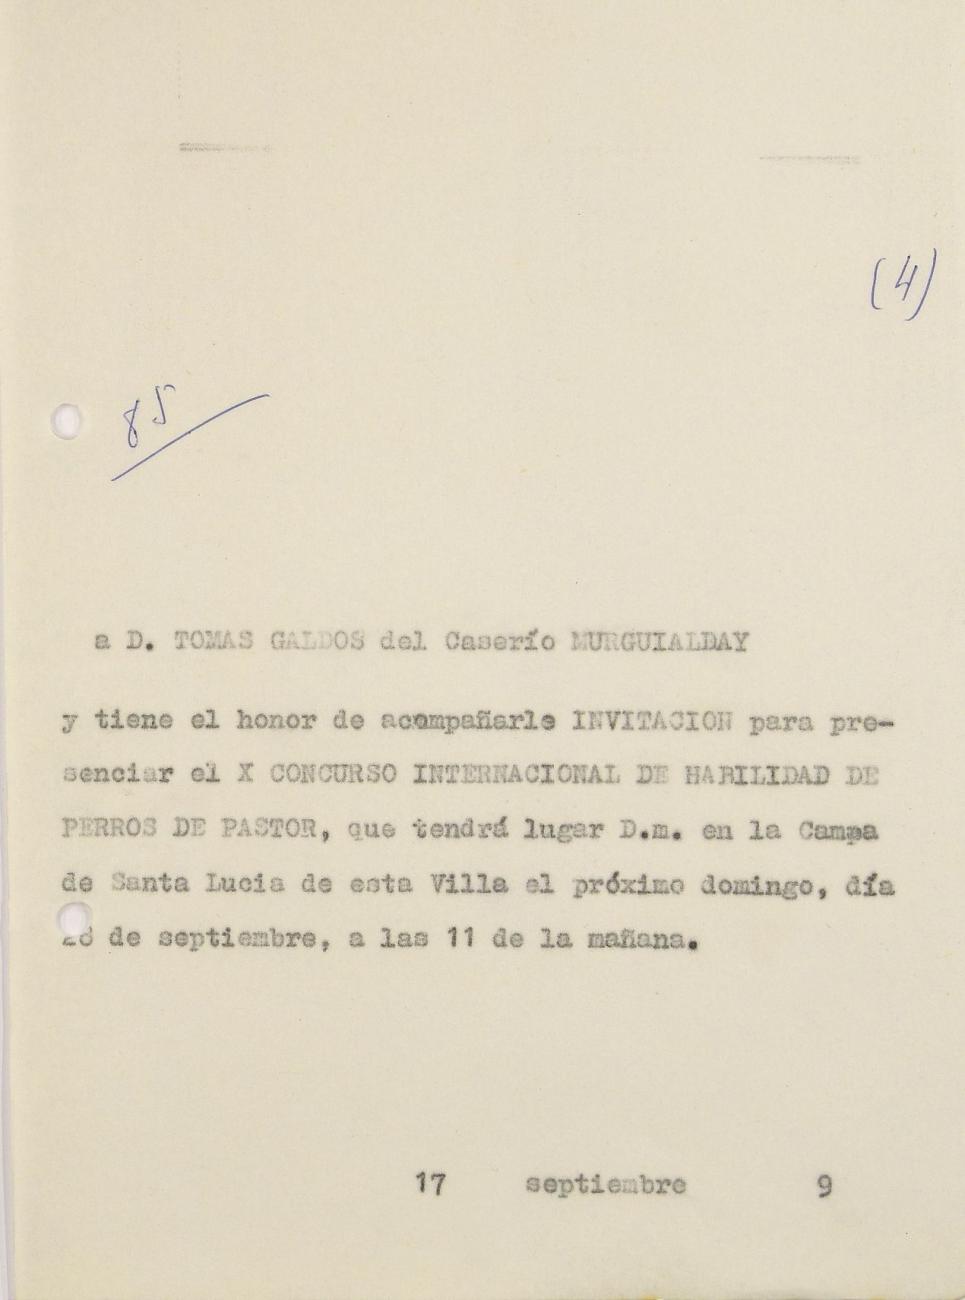 (4)
85
a D. TOMAS GALDOS del Caserío MURGUIALDAY
y tiene el honor de acompañarle INVITACION para pre-
senciar el X CONCURSO INTERNACIONAL DE HABILIDAD DE
PERROS DE PASTOR, que tendrá lugar D.m. en la Campa
de Santa Lucia de esta Villa el próximo domingo, día
28 de septiembre, a las 11 de la mañana.
17 septiembre 9